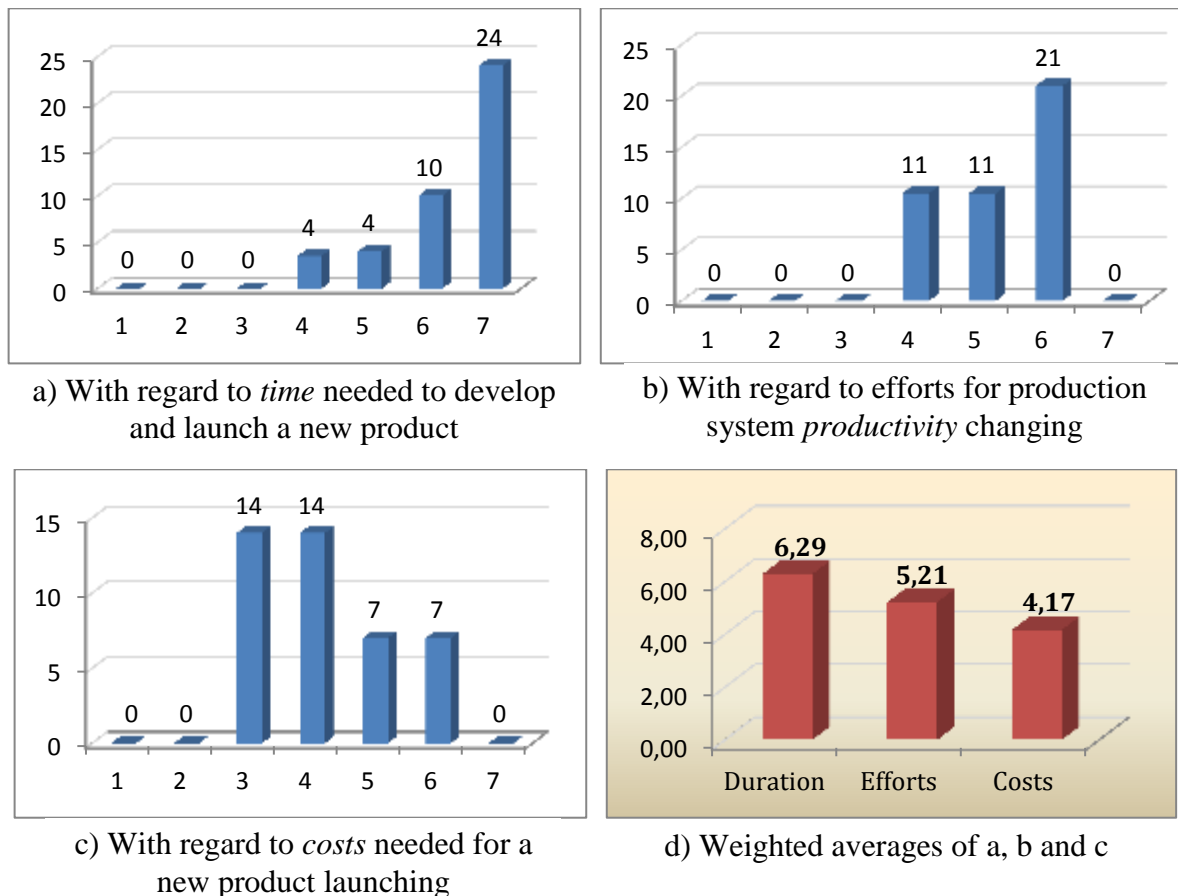 25
20
15
10
5
0
0 0 0 4 4 10 24
1 2 3 4 5 6 7
a) With regard to time needed to develop
and launch a new product
25
20
15
10
5
0
0 0 0 11 11 21 0
1 2 3 4 5 6 7
b) With regard to efforts for production
system productivity changing
15
10
5
0
0 0 14 14 7 7 0
1 2 3 4 5 6 7
c) With regard to costs needed for a
new product launching
8,00
6,00
4,00
2,00
0,00
6,29 5,21 4,17
Duration Efforts Costs
d) Weighted averages of a, b and c